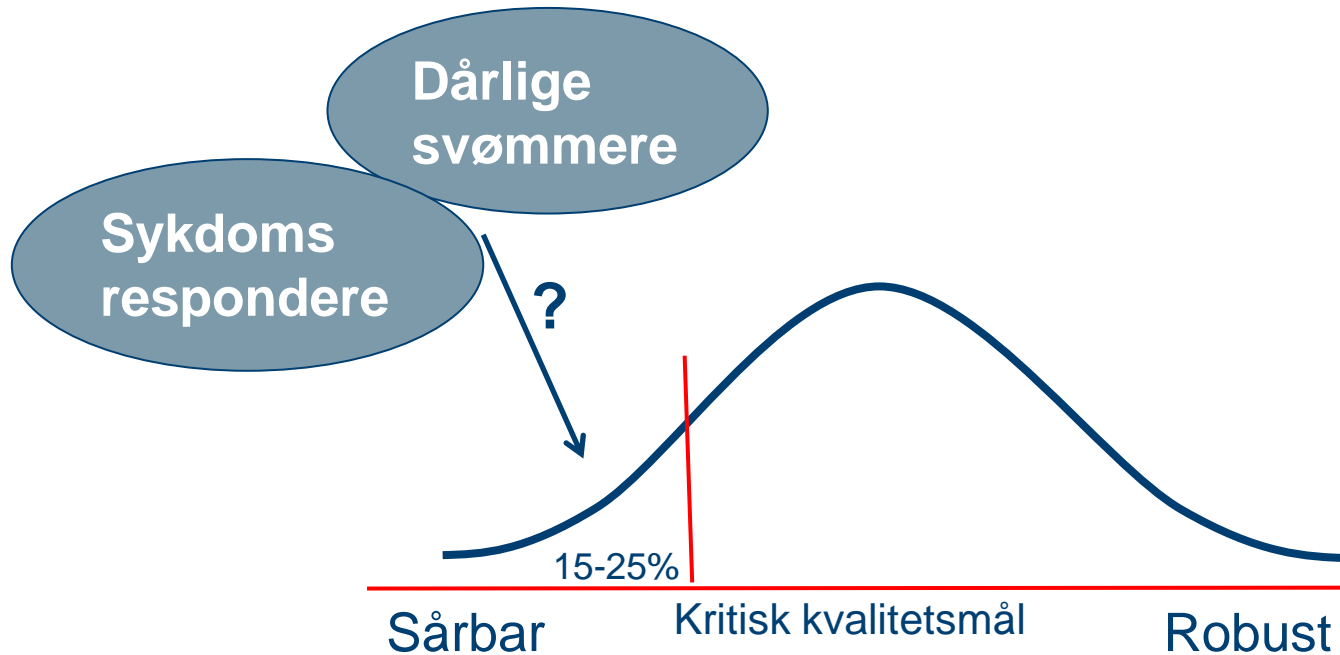 Dårlige
svømmere
Sykdoms
respondere
?
15-25%
Sårbar
Kritisk kvalitetsmål
Robust